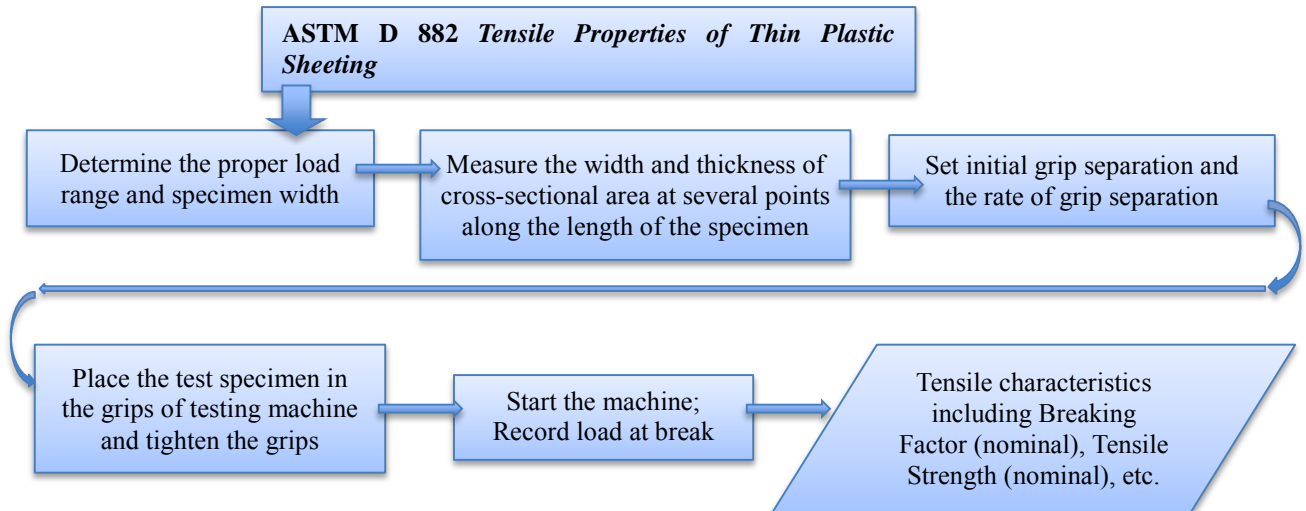 ASTM D 882 Tensile Properties of Thin Plastic
Sheeting
Determine the proper load
range and specimen width
Measure the width and thickness of
cross-sectional area at several points
along the length of the specimen
Set initial grip separation and
the rate of grip separation
Place the test specimen in
the grips of testing machine
and tighten the grips
Start the machine;
Record load at break
Tensile characteristics
including Breaking
Factor (nominal), Tensile
Strength (nominal), etc.